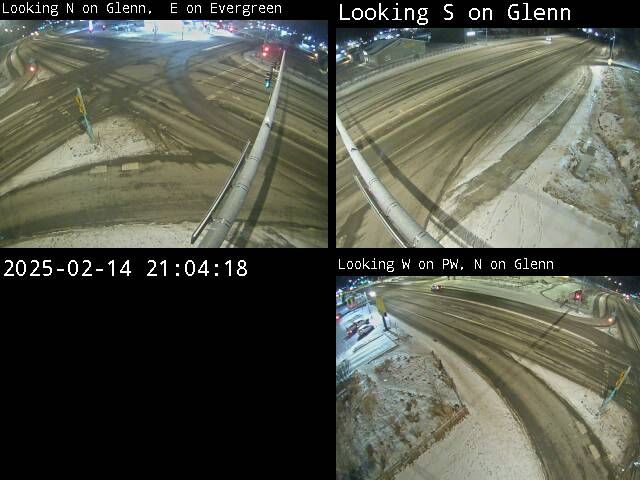 Looking N on Glenn,  E on Evergreen
Looking S on Glenn
2025-02-14 21:04:18
Looking W on PW, N on Glenn